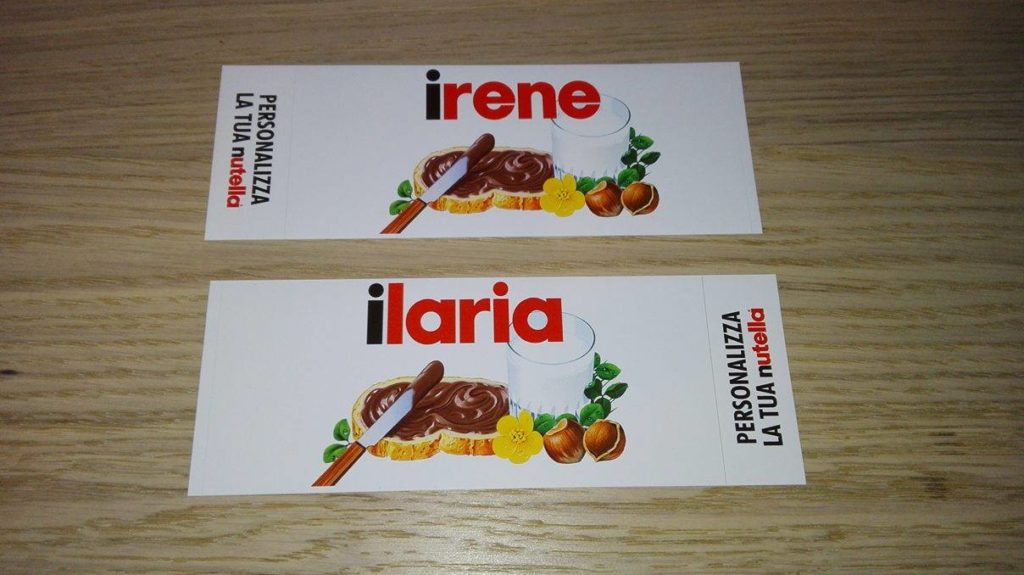 irene
PERSONALIZZA
LA TUA nutella
ilaria
PERSONALIZZA
LA TUA nutella